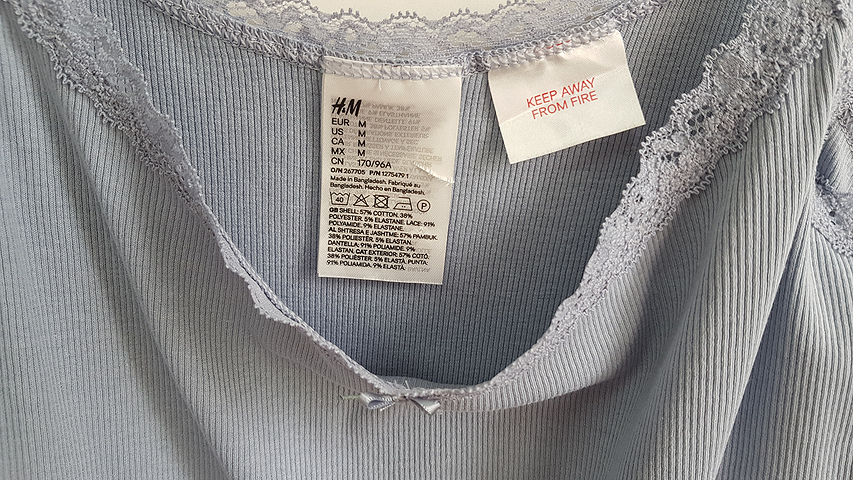 H&M
EUR M
US M
CA M
MX M
CN 170/96A
O/N 267705 P/N 1275479.1
Made in Bangladesh. Fabriqué au
Bangladesh. Hecho en Bangladesh.
40 P
GB SHELL: 57% COTTON. 38%
POLYESTER. 5% ELASTANE. LACE: 91%
POLYAMIDE. 9% ELASTANE.
AL SHTRESA E JASHTME: 57% PAMBUK.
38% POLIESTËR. 5% ELASTAN.
DANTELLA: 91% POLIAMIDE. 9%
ELASTAN. CAT EXTERIOR: 57% COTÓ.
38% POLIÈSTER. 5% ELASTÀ. PUNTA:
91% POLIAMIDA. 9% ELASTÀ.
KEEP AWAY
FROM FIRE